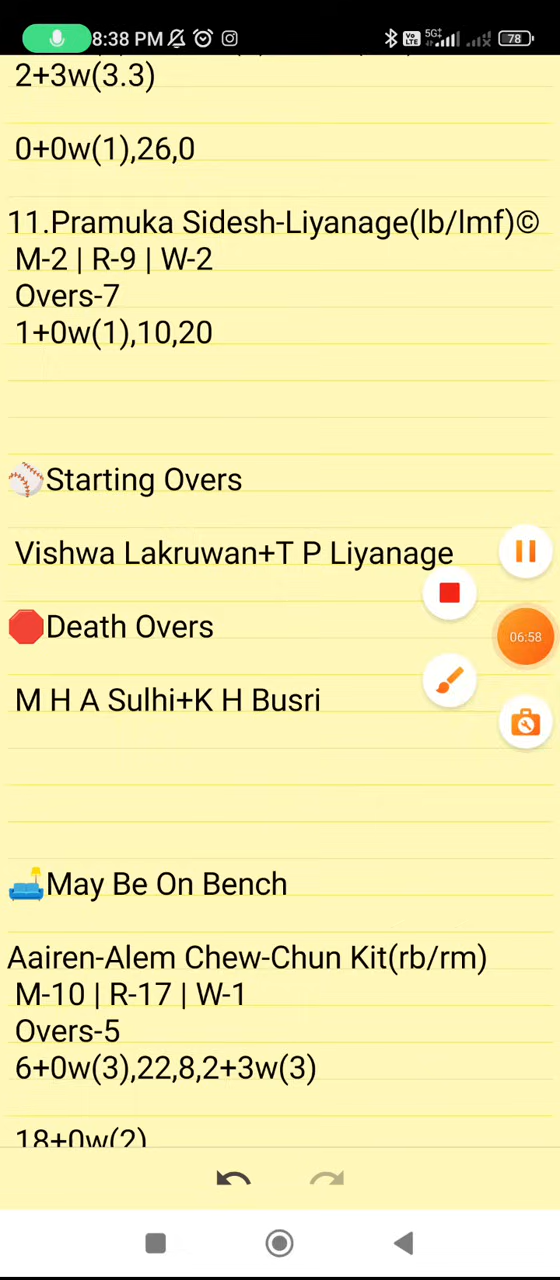 8:38 PM
5G+
78
2+3w(3.3)
0+0w(1),26,0
11.Pramuka Sidesh-Liyanage(lb/lmf)©
M-2 | R-9 | W-2
Overs-7
1+0w(1),10,20
Starting Overs
Vishwa Lakruwan+T P Liyanage
Death Overs
06:58
M H A Sulhi+K H Busri
May Be On Bench
Aairen-Alem Chew-Chun Kit(rb/rm)
M-10 | R-17 | W-1
Overs-5
6+0w(3),22,8,2+3w(3)
18+0w(2)